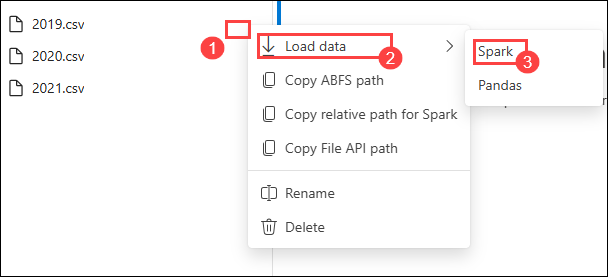 2019.csv
2020.csv
2021.csv
1
Load data
2
Copy ABFS path
Copy relative path for Spark
Copy File API path
Rename
Delete
Spark
3
Pandas